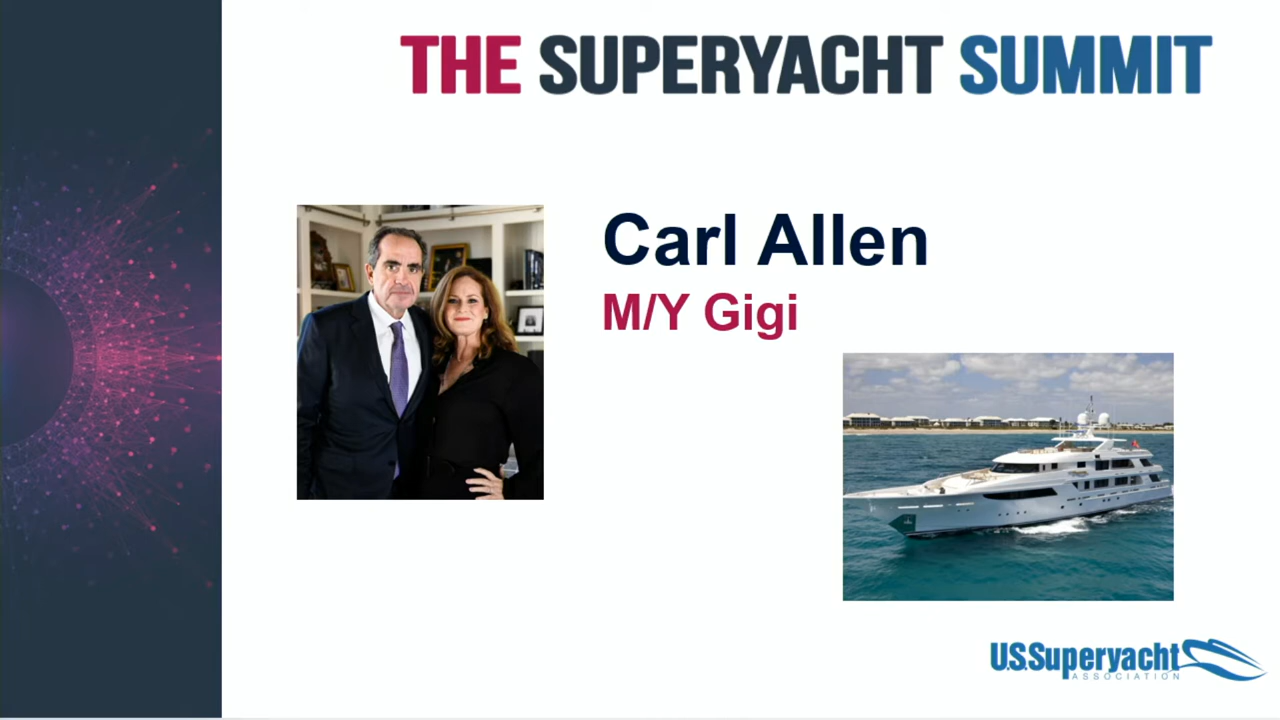 THE SUPERYACHT SUMMIT
Carl Allen
M/Y Gigi
U.S.Superyacht
ASSOCIATION